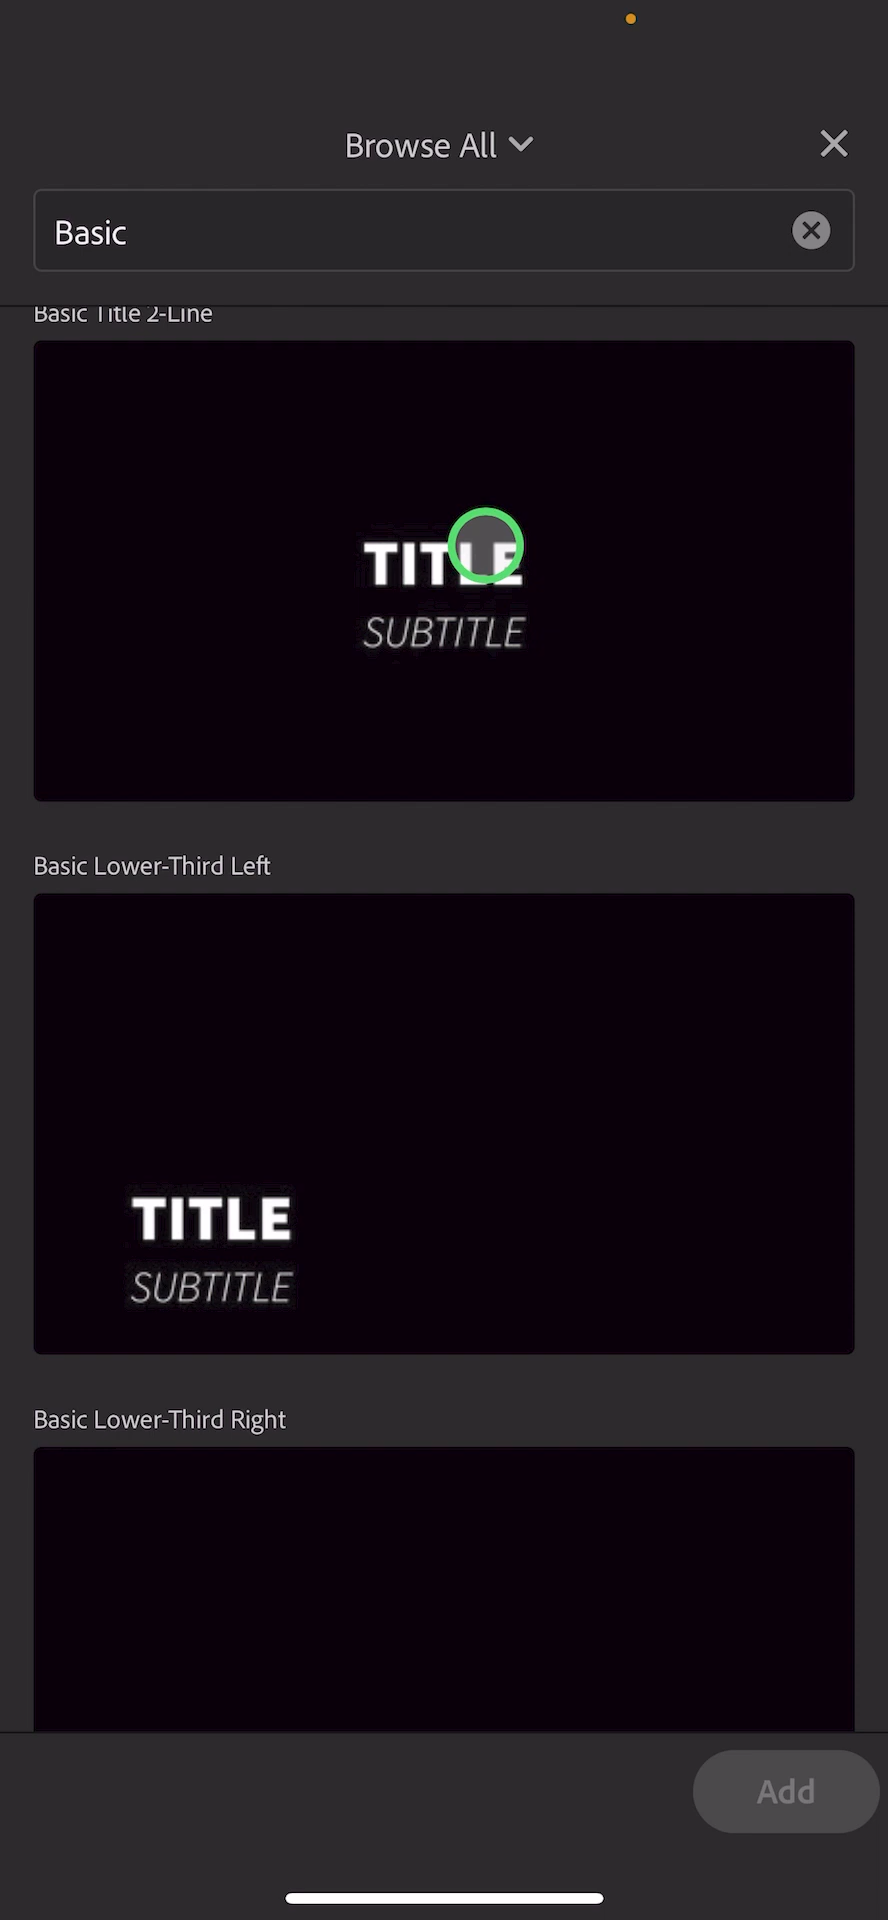 Browse All
Basic
Basic Title 2-Line
TITLE
SUBTITLE
Basic Lower-Third Left
TITLE
SUBTITLE
Basic Lower-Third Right
Add